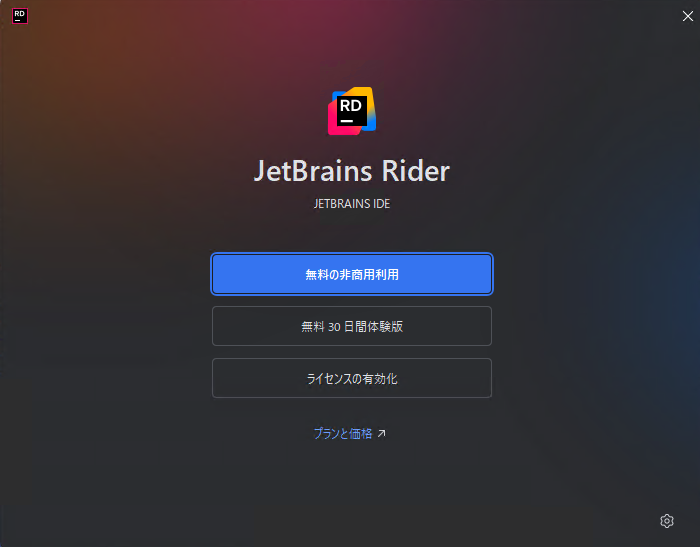 RD
RD
JetBrains Rider
JETBRAINS IDE
無料の非商用利用
無料 30 日間体験版
ライセンスの有効化
プランと価格